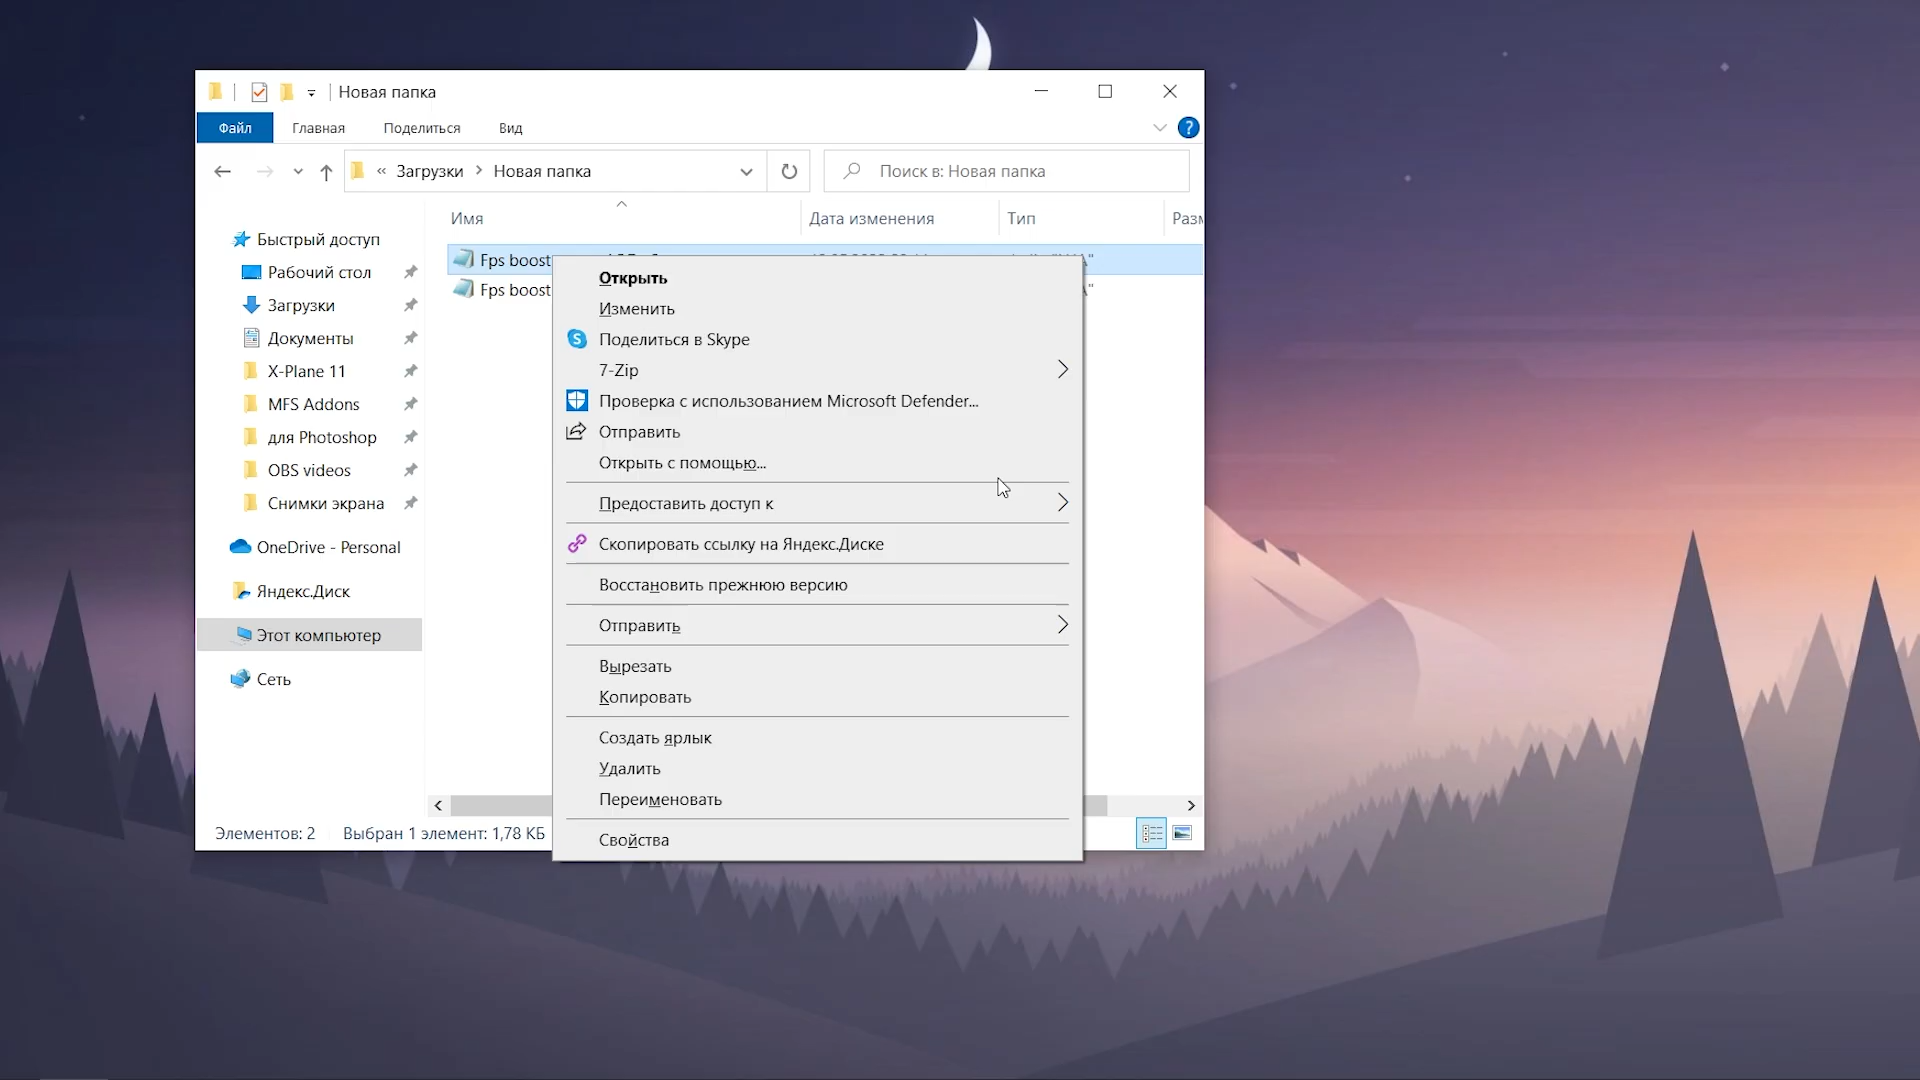 Новая папка
Файл Главная Поделиться Вид ?
« Загрузки > Новая папка Поиск в: Новая папка
Имя Дата изменения Тип
Быстрый доступ
Рабочий стол
Загрузки
Документы
X-Plane 11
MFS Addons
для Photoshop
OBS videos
Снимки экрана
OneDrive - Personal
Яндекс.Диск
Этот компьютер
Сеть
Fps boost
Fps boost
Открыть
Изменить
Поделиться в Skype
7-Zip
Проверка с использованием Microsoft Defender...
Отправить
Открыть с помощью...
Предоставить доступ к
Скопировать ссылку на Яндекс.Диске
Восстановить прежнюю версию
Отправить
Вырезать
Копировать
Создать ярлык
Удалить
Переименовать
Свойства
Элементов: 2 Выбран 1 элемент: 1,78 КБ